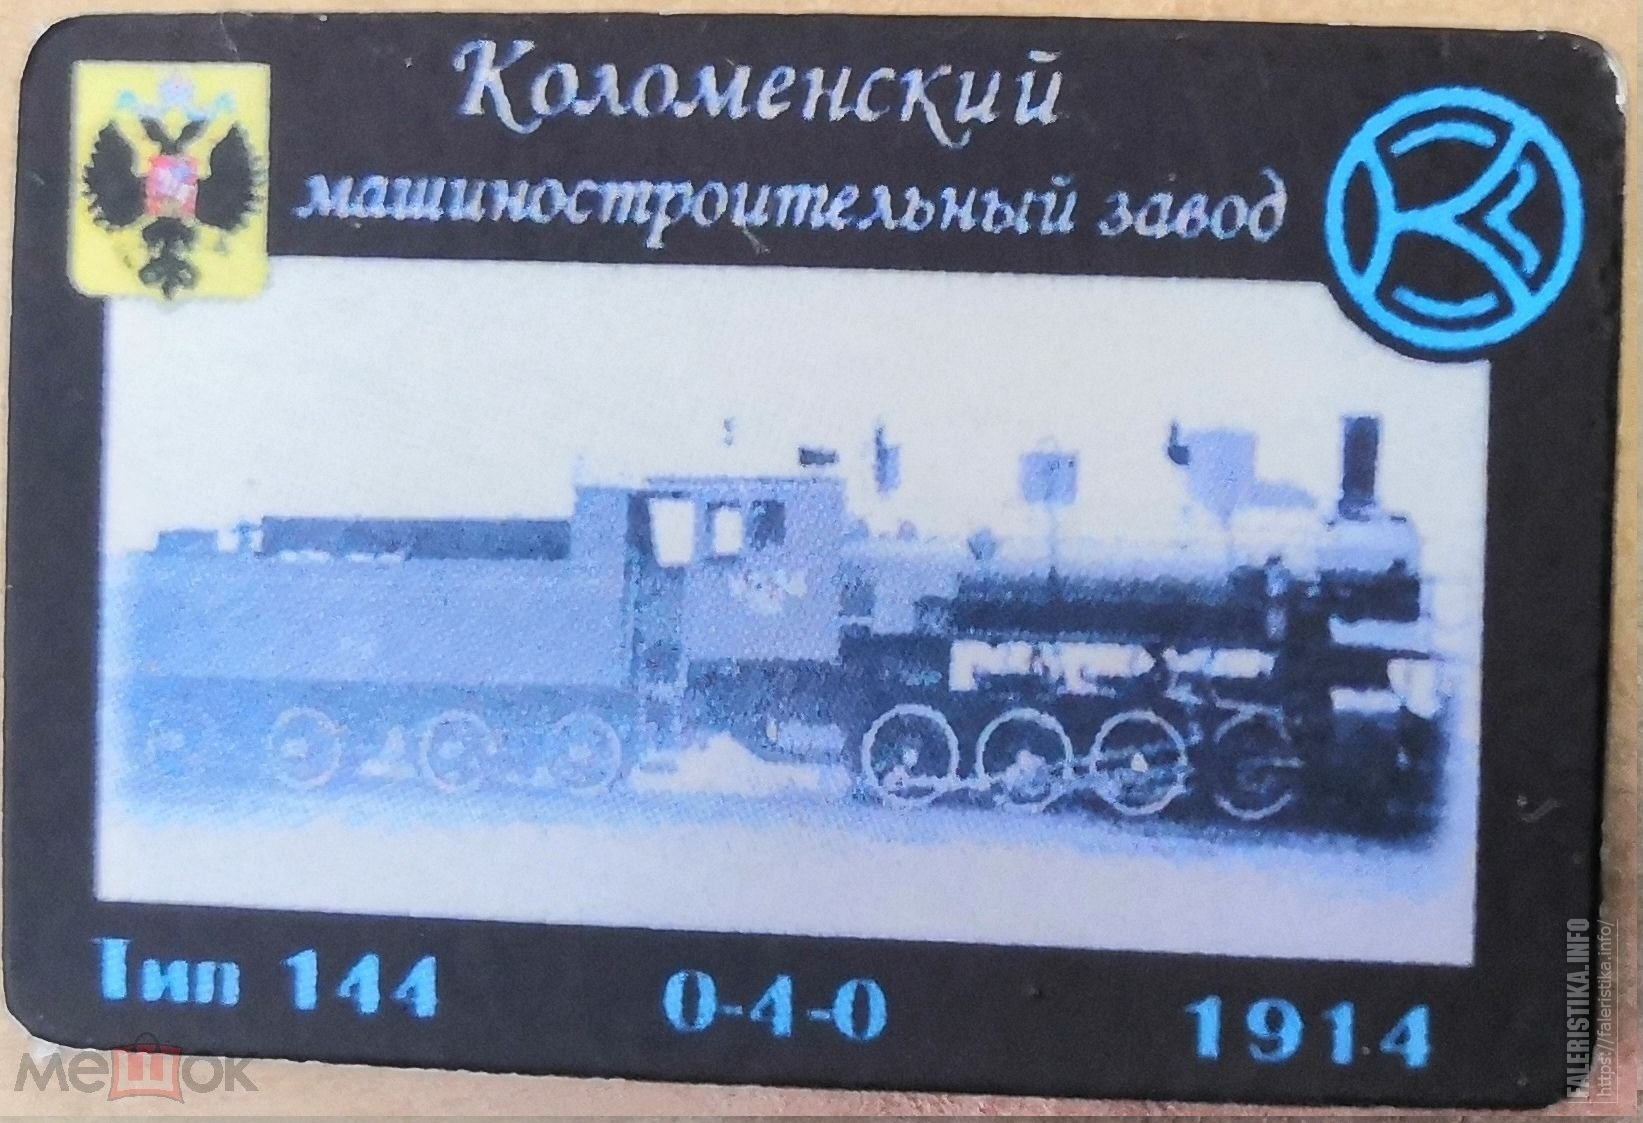 Коломенский
машиностроительный завод
Тип 144 0-4-0 1914
мешок
FALERISTIKA.INFO
https://faleristika.info/